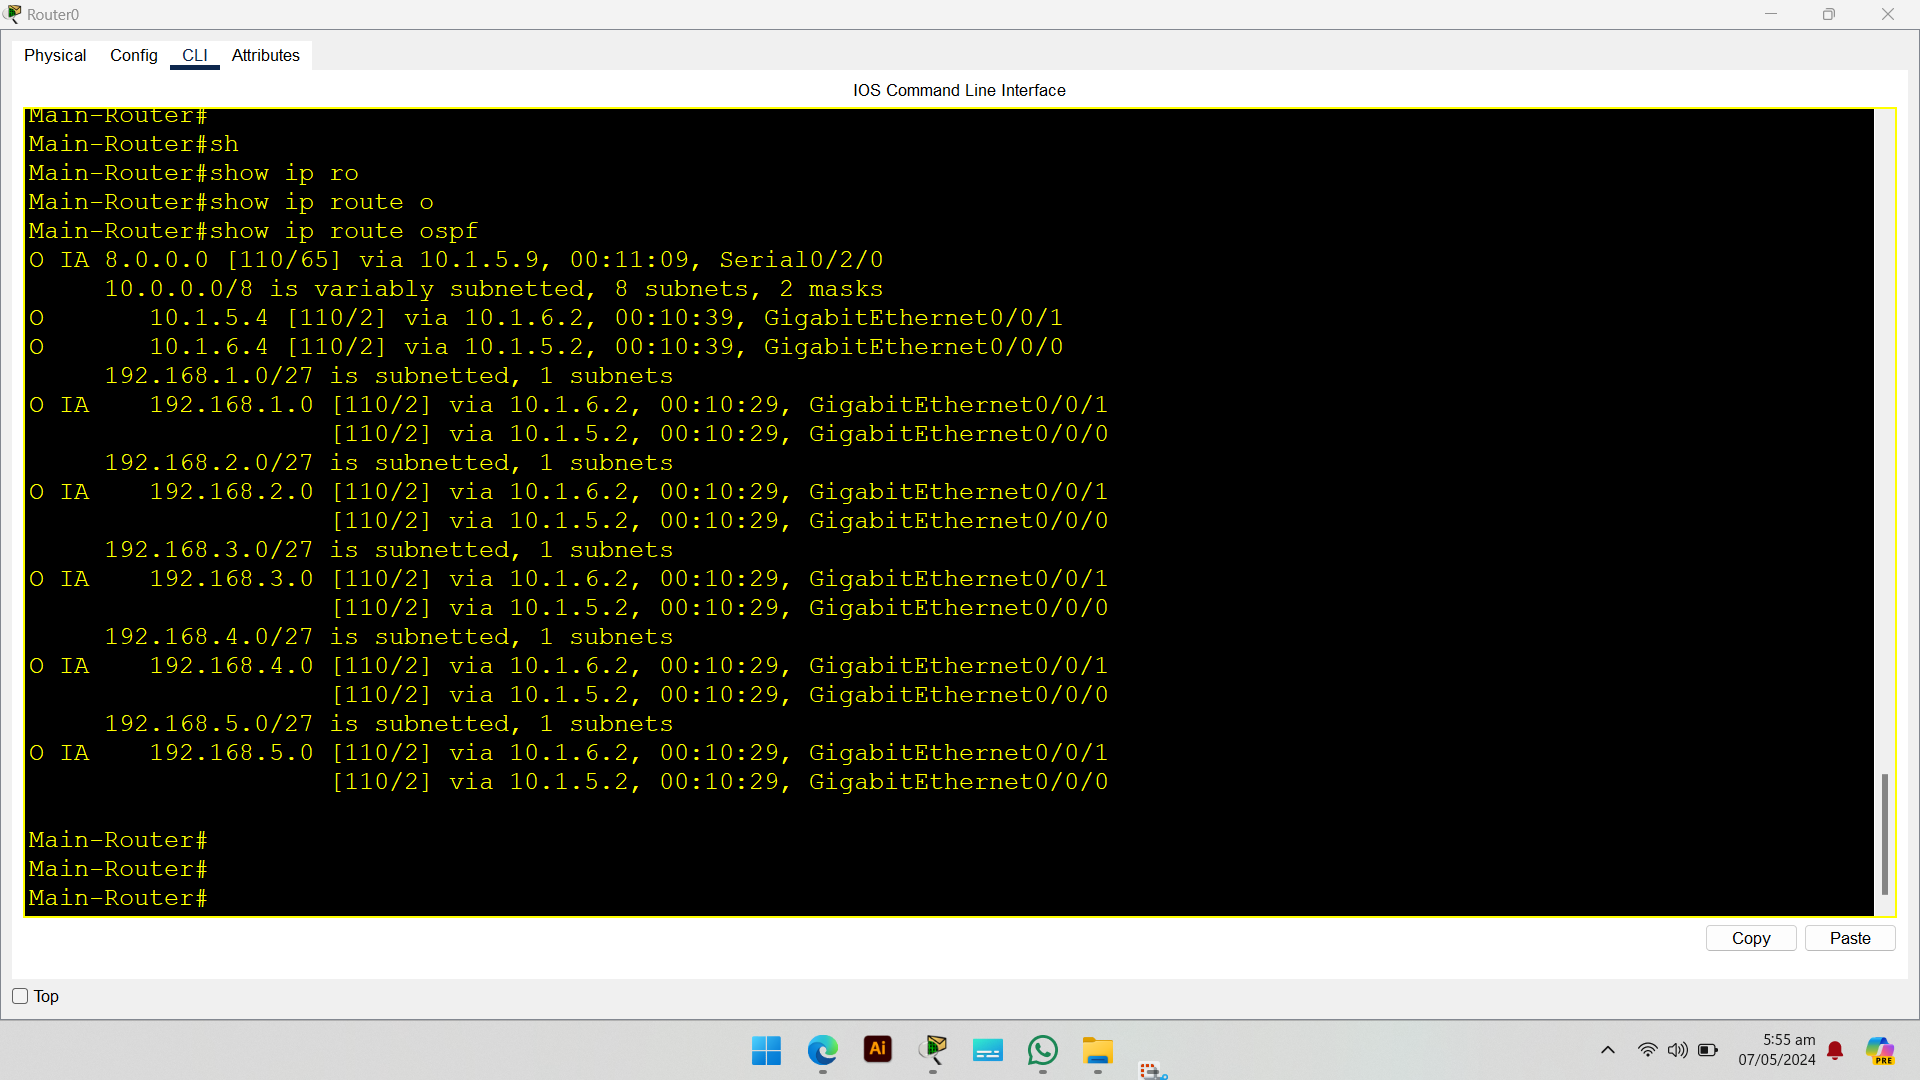 Router0
Physical Config CLI Attributes
IOS Command Line Interface
Main-Router#
Main-Router#sh
Main-Router#show ip ro
Main-Router#show ip route o
Main-Router#show ip route ospf
O IA 8.0.0.0 [110/65] via 10.1.5.9, 00:11:09, Serial0/2/0
10.0.0.0/8 is variably subnetted, 8 subnets, 2 masks
O 10.1.5.4 [110/2] via 10.1.6.2, 00:10:39, GigabitEthernet0/0/1
O 10.1.6.4 [110/2] via 10.1.5.2, 00:10:39, GigabitEthernet0/0/0
192.168.1.0/27 is subnetted, 1 subnets
O IA 192.168.1.0 [110/2] via 10.1.6.2, 00:10:29, GigabitEthernet0/0/1
[110/2] via 10.1.5.2, 00:10:29, GigabitEthernet0/0/0
192.168.2.0/27 is subnetted, 1 subnets
O IA 192.168.2.0 [110/2] via 10.1.6.2, 00:10:29, GigabitEthernet0/0/1
[110/2] via 10.1.5.2, 00:10:29, GigabitEthernet0/0/0
192.168.3.0/27 is subnetted, 1 subnets
O IA 192.168.3.0 [110/2] via 10.1.6.2, 00:10:29, GigabitEthernet0/0/1
[110/2] via 10.1.5.2, 00:10:29, GigabitEthernet0/0/0
192.168.4.0/27 is subnetted, 1 subnets
O IA 192.168.4.0 [110/2] via 10.1.6.2, 00:10:29, GigabitEthernet0/0/1
[110/2] via 10.1.5.2, 00:10:29, GigabitEthernet0/0/0
192.168.5.0/27 is subnetted, 1 subnets
O IA 192.168.5.0 [110/2] via 10.1.6.2, 00:10:29, GigabitEthernet0/0/1
[110/2] via 10.1.5.2, 00:10:29, GigabitEthernet0/0/0
Main-Router#
Main-Router#
Main-Router#
Copy Paste
Top
Ai
5:55 am
07/05/2024
PRE